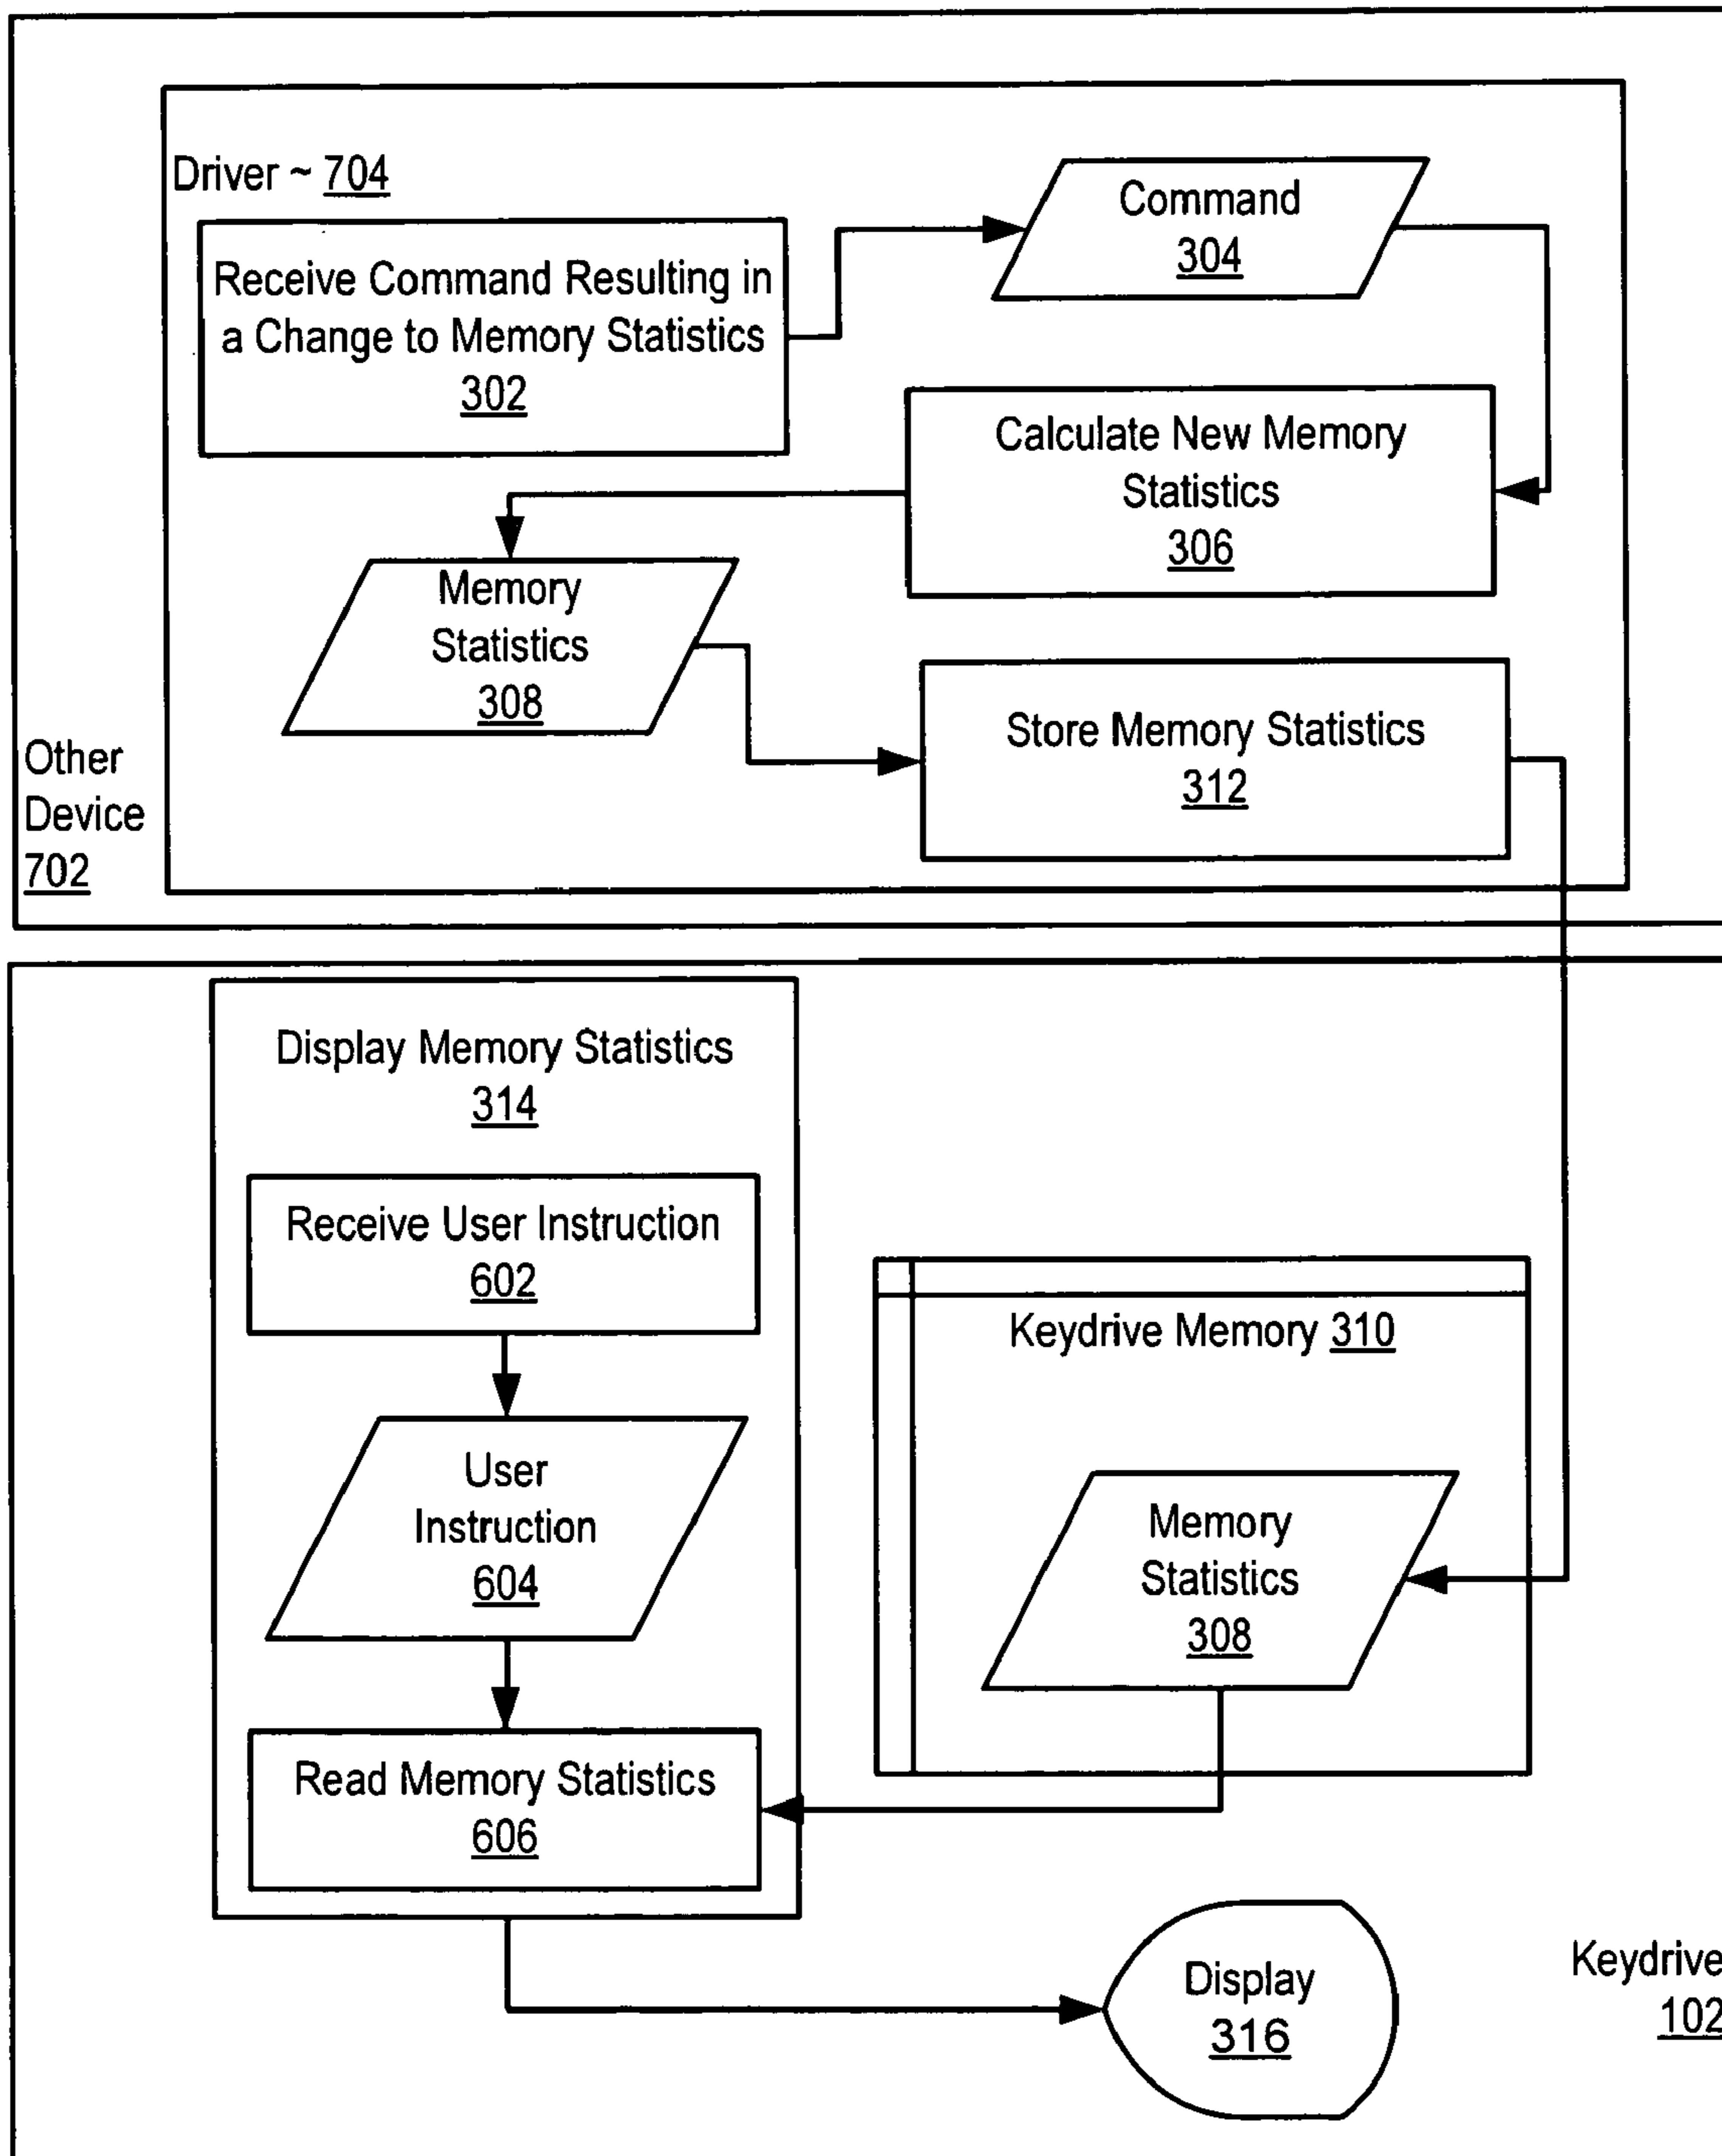 Driver ~ 704
Command
304
Receive Command Resulting in
a Change to Memory Statistics
302
Calculate New Memory
Statistics
306
Memory
Statistics
308
Store Memory Statistics
312
Other
Device
702
Display Memory Statistics
314
Receive User Instruction
602
Keydrive Memory 310
User
Instruction
604
Memory
Statistics
308
Read Memory Statistics
606
Display
316
Keydrive
102